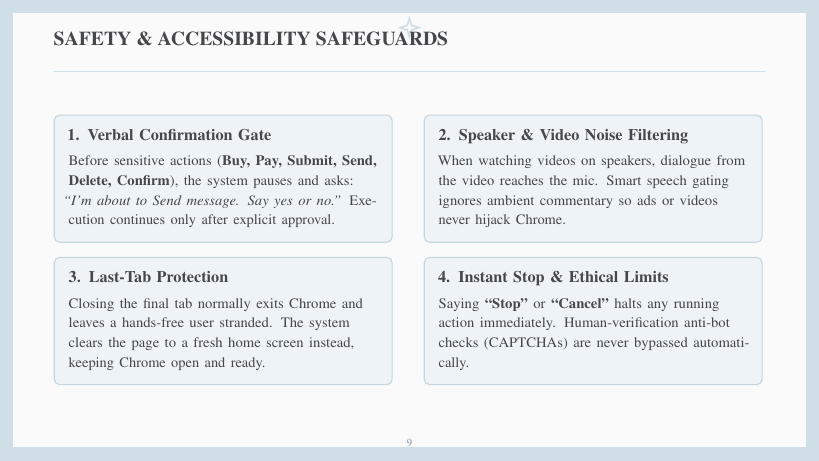 SAFETY & ACCESSIBILITY SAFEGUARDS
1. Verbal Confirmation Gate
Before sensitive actions (Buy, Pay, Submit, Send,
Delete, Confirm), the system pauses and asks:
“I’m about to Send message. Say yes or no.” Exe-
cution continues only after explicit approval.
2. Speaker & Video Noise Filtering
When watching videos on speakers, dialogue from
the video reaches the mic. Smart speech gating
ignores ambient commentary so ads or videos
never hijack Chrome.
3. Last-Tab Protection
Closing the final tab normally exits Chrome and
leaves a hands-free user stranded. The system
clears the page to a fresh home screen instead,
keeping Chrome open and ready.
4. Instant Stop & Ethical Limits
Saying “Stop” or “Cancel” halts any running
action immediately. Human-verification anti-bot
checks (CAPTCHAs) are never bypassed automati-
cally.
9